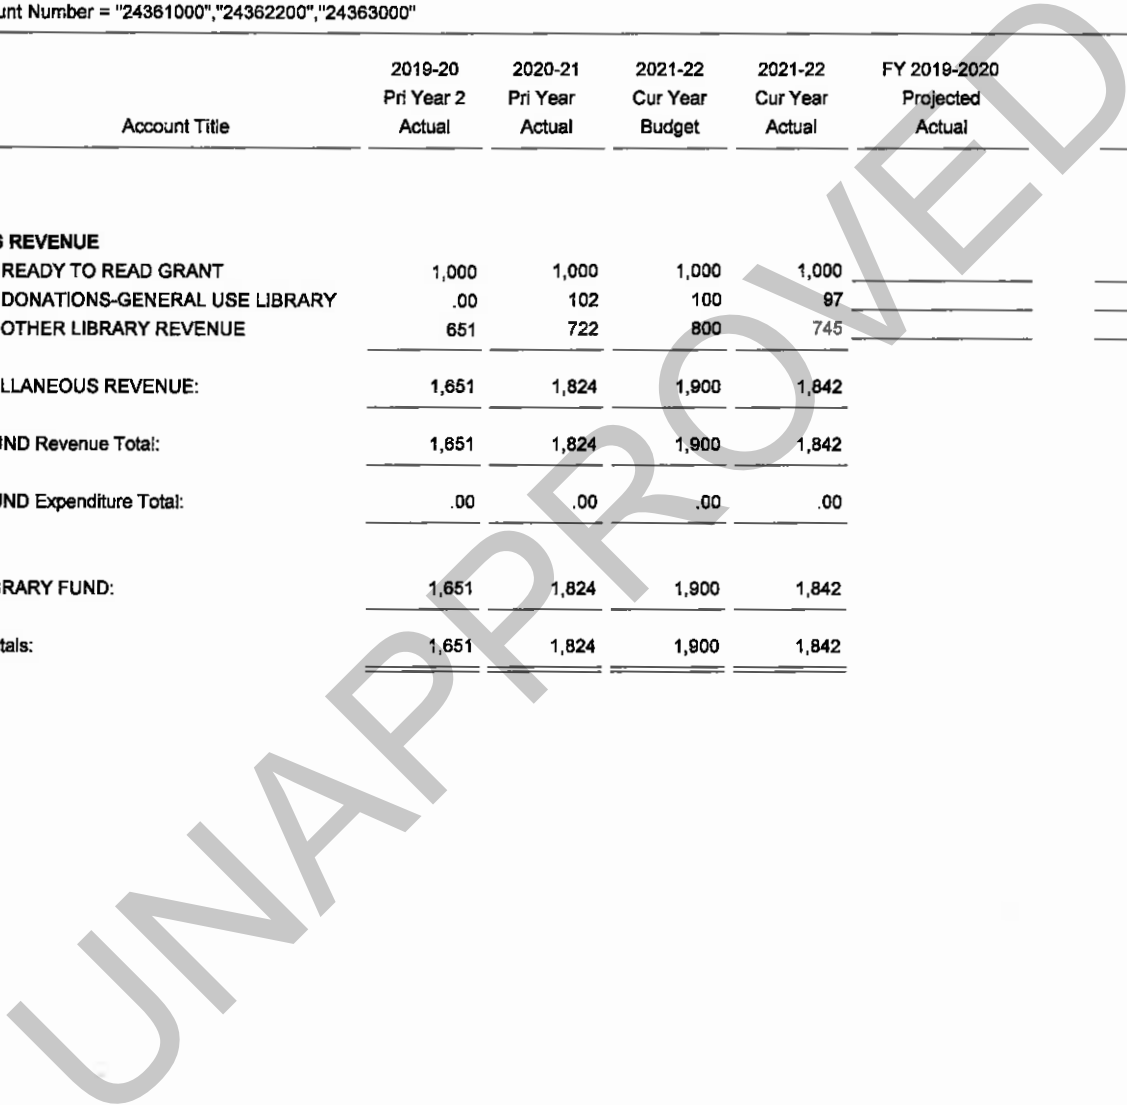 unt Number = "24361000","24362200","24363000"
2019-20 2020-21 2021-22 2021-22 FY 2019-2020
Pri Year 2 Pri Year Cur Year Cur Year Projected
Account Title Actual Actual Budget Actual Actual
S REVENUE
READY TO READ GRANT 1,000 1,000 1,000 1,000
DONATIONS-GENERAL USE LIBRARY .00 102 100 97
OTHER LIBRARY REVENUE 651 722 800 745
LLANEOUS REVENUE: 1,651 1,824 1,900 1,842
UND Revenue Total: 1,651 1,824 1,900 1,842
UND Expenditure Total: .00 .00 .00 .00
RARY FUND: 1,651 1,824 1,900 1,842
tals: 1,651 1,824 1,900 1,842
UNAPPROVED